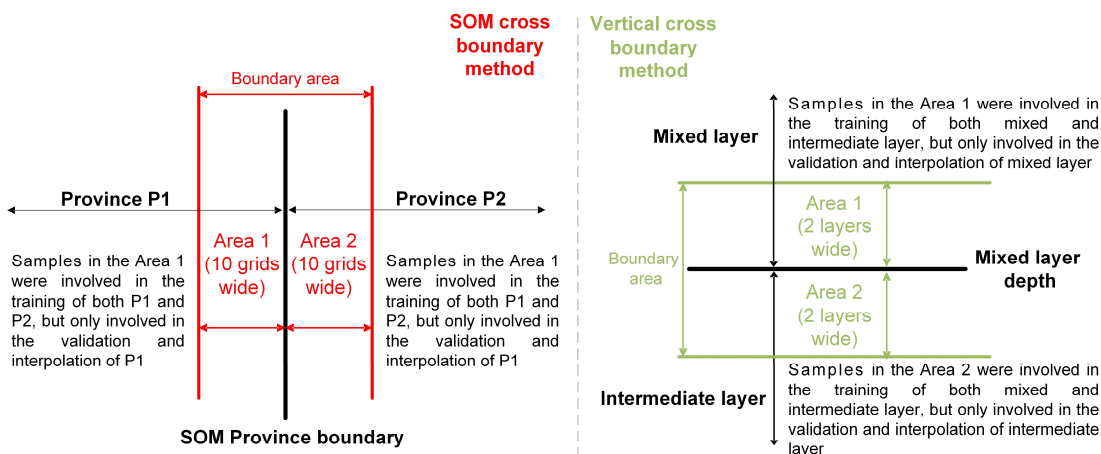 SOM cross
boundary
method
Boundary area
Province P1
Province P2
Area 1
(10 grids
wide)
Area 2
(10 grids
wide)
Samples in the Area 1
were involved in the
training of both P1 and
P2, but only involved in
the validation and
interpolation of P1
Samples in the Area 1
were involved in the
training of both P1 and
P2, but only involved in
the validation and
interpolation of P1
SOM Province boundary
Vertical cross
boundary
method
Mixed layer
Samples in the Area 1 were involved in
the training of both mixed and
intermediate layer, but only involved in the
validation and interpolation of mixed layer
Boundary
area
Area 1
(2 layers
wide)
Mixed layer
depth
Area 2
(2 layers
wide)
Intermediate layer
Samples in the Area 2 were involved in
the training of both mixed and
intermediate layer, but only involved in the
validation and interpolation of intermediate
layer